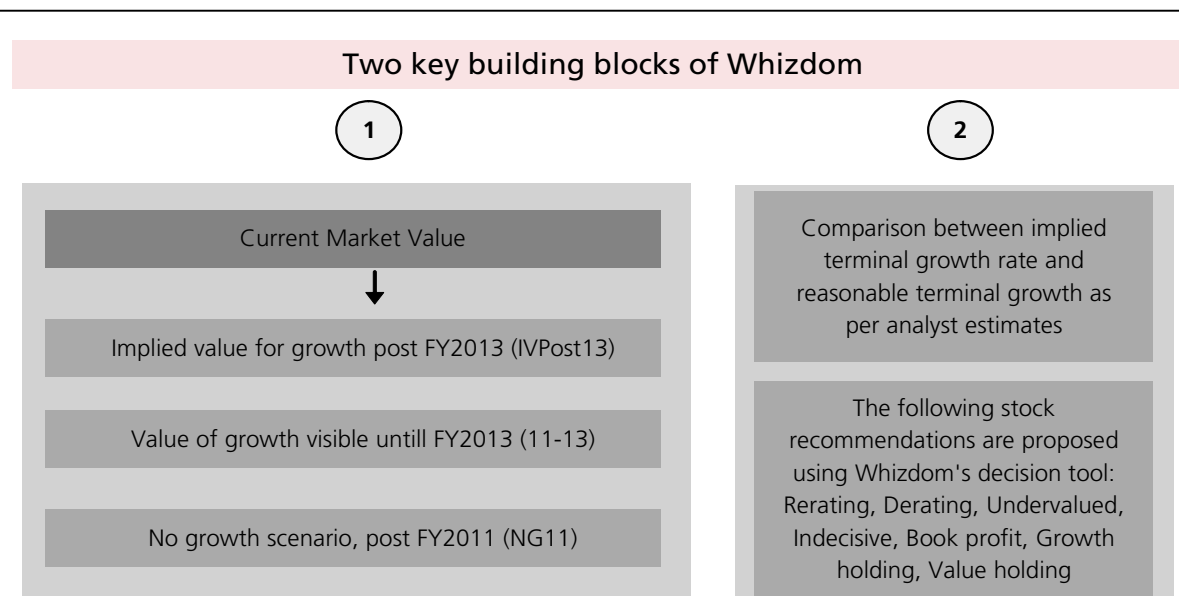 Two key building blocks of Whizdom
1
Current Market Value
Implied value for growth post FY2013 (IVPost13)
Value of growth visible untill FY2013 (11-13)
No growth scenario, post FY2011 (NG11)
2
Comparison between implied
terminal growth rate and
reasonable terminal growth as
per analyst estimates
The following stock
recommendations are proposed
using Whizdom's decision tool:
Rerating, Derating, Undervalued,
Indecisive, Book profit, Growth
holding, Value holding